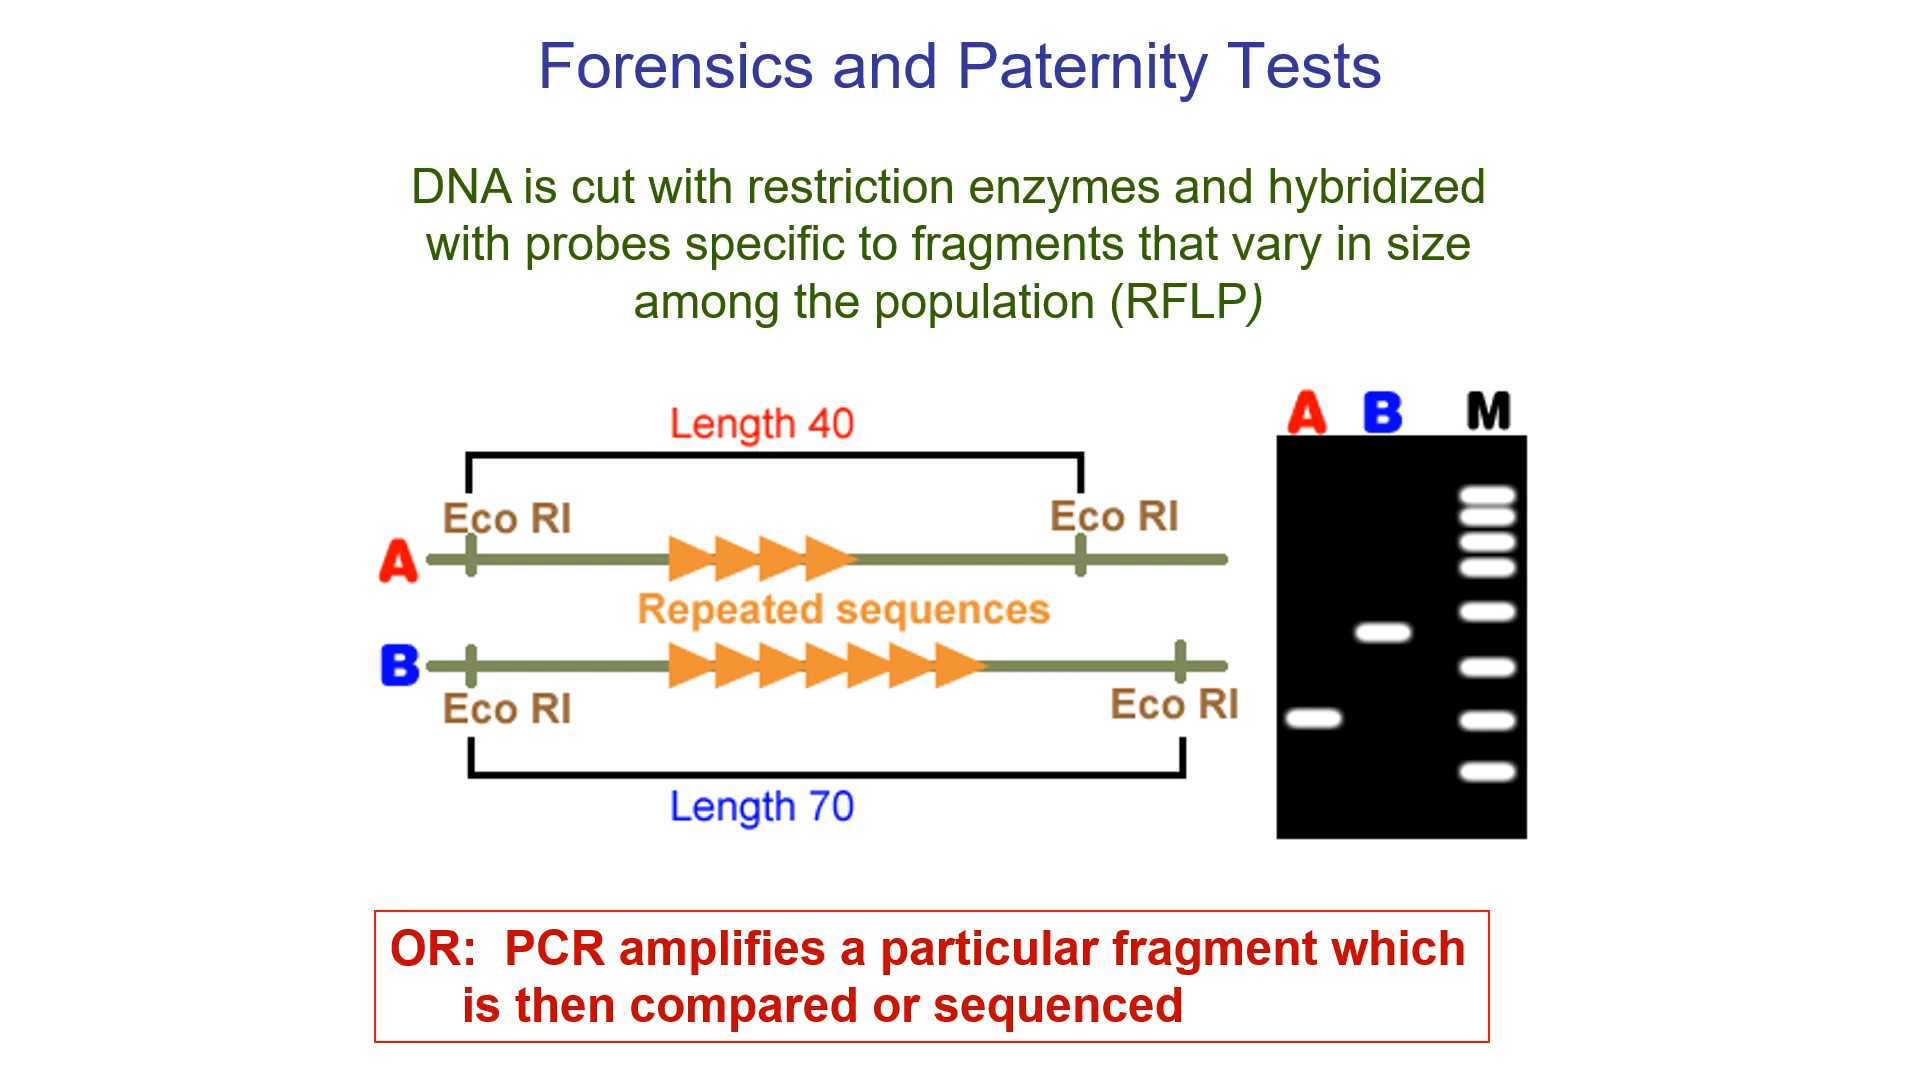 Forensics and Paternity Tests
DNA is cut with restriction enzymes and hybridized
with probes specific to fragments that vary in size
among the population (RFLP)
Length 40
Eco RI
Eco RI
A
Repeated sequences
B
Eco RI
Eco RI
Length 70
A B M
OR: PCR amplifies a particular fragment which
is then compared or sequenced